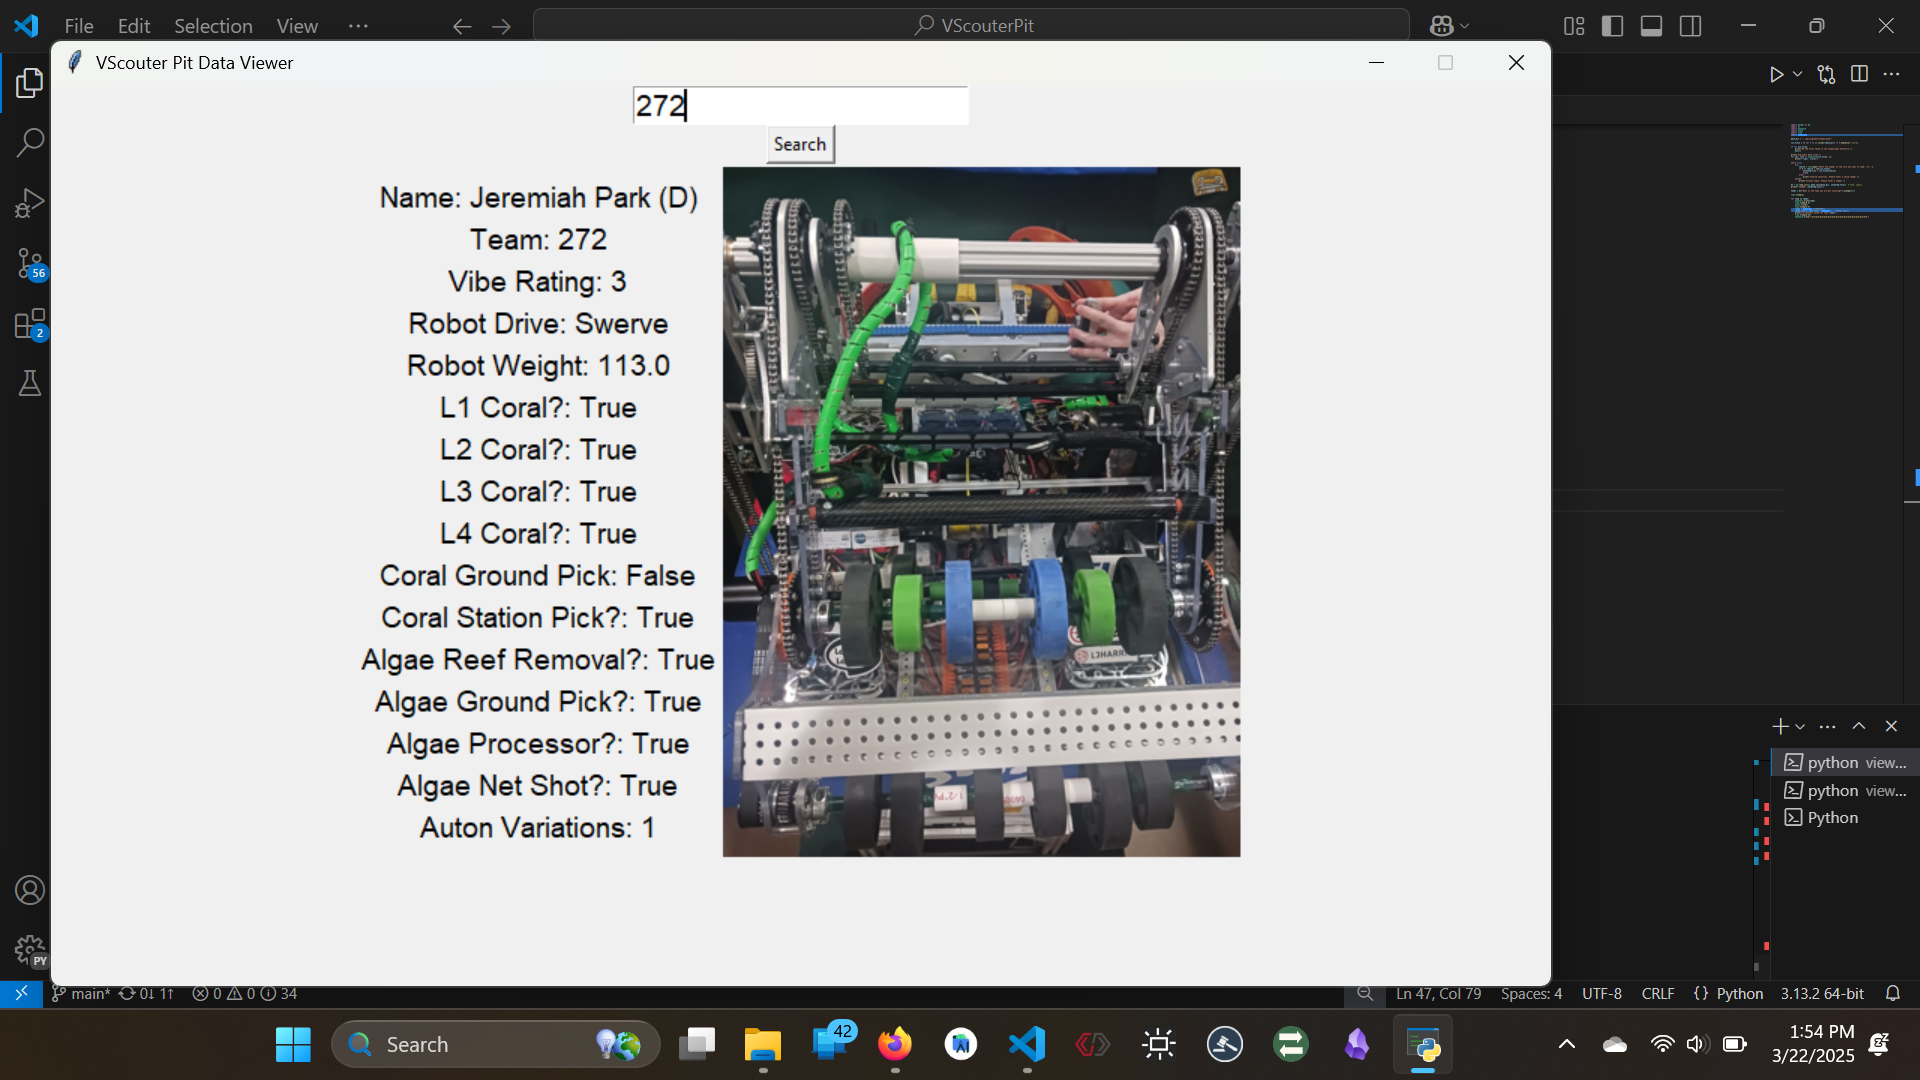 File Edit Selection View ...
VScouterPit
VScouter Pit Data Viewer
272
Search
Name: Jeremiah Park (D)
Team: 272
Vibe Rating: 3
Robot Drive: Swerve
Robot Weight: 113.0
L1 Coral?: True
L2 Coral?: True
L3 Coral?: True
L4 Coral?: True
Coral Ground Pick: False
Coral Station Pick?: True
Algae Reef Removal?: True
Algae Ground Pick?: True
Algae Processor?: True
Algae Net Shot?: True
Auton Variations: 1
L3HARRI
56
2
PY
python view...
python view...
Python
main* 0↓ 1↑ 0 0 34
Ln 47, Col 79 Spaces: 4 UTF-8 CRLF {} Python 3.13.2 64-bit
Search
42
1:54 PM
3/22/2025